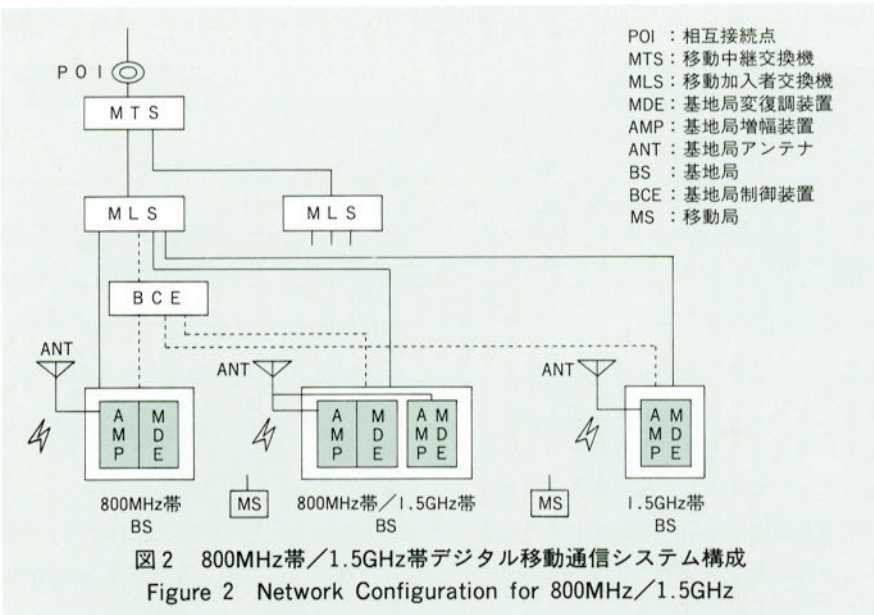 POI
MTS
MLS
MLS
BCE
POI：相互接続点
MTS：移動中継交換機
MLS：移動加入者交換機
MDE：基地局変復調装置
AMP：基地局増幅装置
ANT：基地局アンテナ
BS：基地局
BCE：基地局制御装置
MS：移動局
ANT
AMP
MDE
800MHz帯
BS
MS
ANT
AMP
MDE
AMP
MDE
800MHz帯／1.5GHz帯
BS
MS
ANT
AMP
MDE
1.5GHz帯
BS
図2　800MHz帯／1.5GHz帯デジタル移動通信システム構成
Figure 2 Network Configuration for 800MHz／1.5GHz